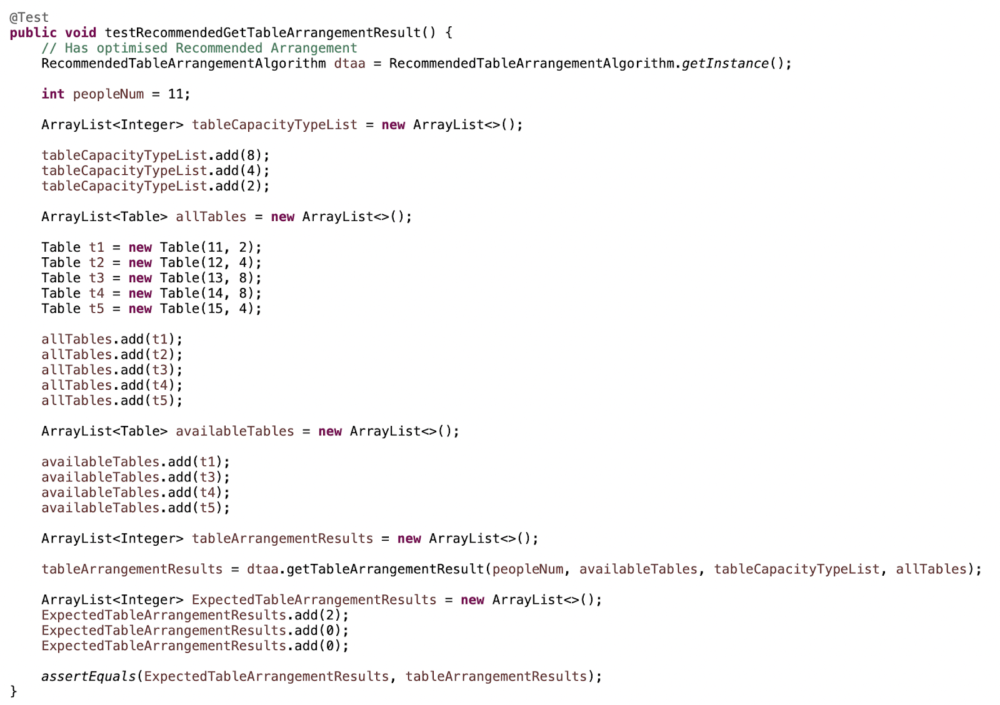 @Test
public void testRecommendedGetTableArrangementResult() {
// Has optimised Recommended Arrangement
RecommendedTableArrangementAlgorithm dtaa = RecommendedTableArrangementAlgorithm.getInstance();
int peopleNum = 11;
ArrayList<Integer> tableCapacityTypeList = new ArrayList<>();
tableCapacityTypeList.add(8);
tableCapacityTypeList.add(4);
tableCapacityTypeList.add(2);
ArrayList<Table> allTables = new ArrayList<>();
Table t1 = new Table(11, 2);
Table t2 = new Table(12, 4);
Table t3 = new Table(13, 8);
Table t4 = new Table(14, 8);
Table t5 = new Table(15, 4);
allTables.add(t1);
allTables.add(t2);
allTables.add(t3);
allTables.add(t4);
allTables.add(t5);
ArrayList<Table> availableTables = new ArrayList<>();
availableTables.add(t1);
availableTables.add(t3);
availableTables.add(t4);
availableTables.add(t5);
ArrayList<Integer> tableArrangementResults = new ArrayList<>();
tableArrangementResults = dtaa.getTableArrangementResult(peopleNum, availableTables, tableCapacityTypeList, allTables);
ArrayList<Integer> ExpectedTableArrangementResults = new ArrayList<>();
ExpectedTableArrangementResults.add(2);
ExpectedTableArrangementResults.add(0);
ExpectedTableArrangementResults.add(0);
assertEquals(ExpectedTableArrangementResults, tableArrangementResults);
}